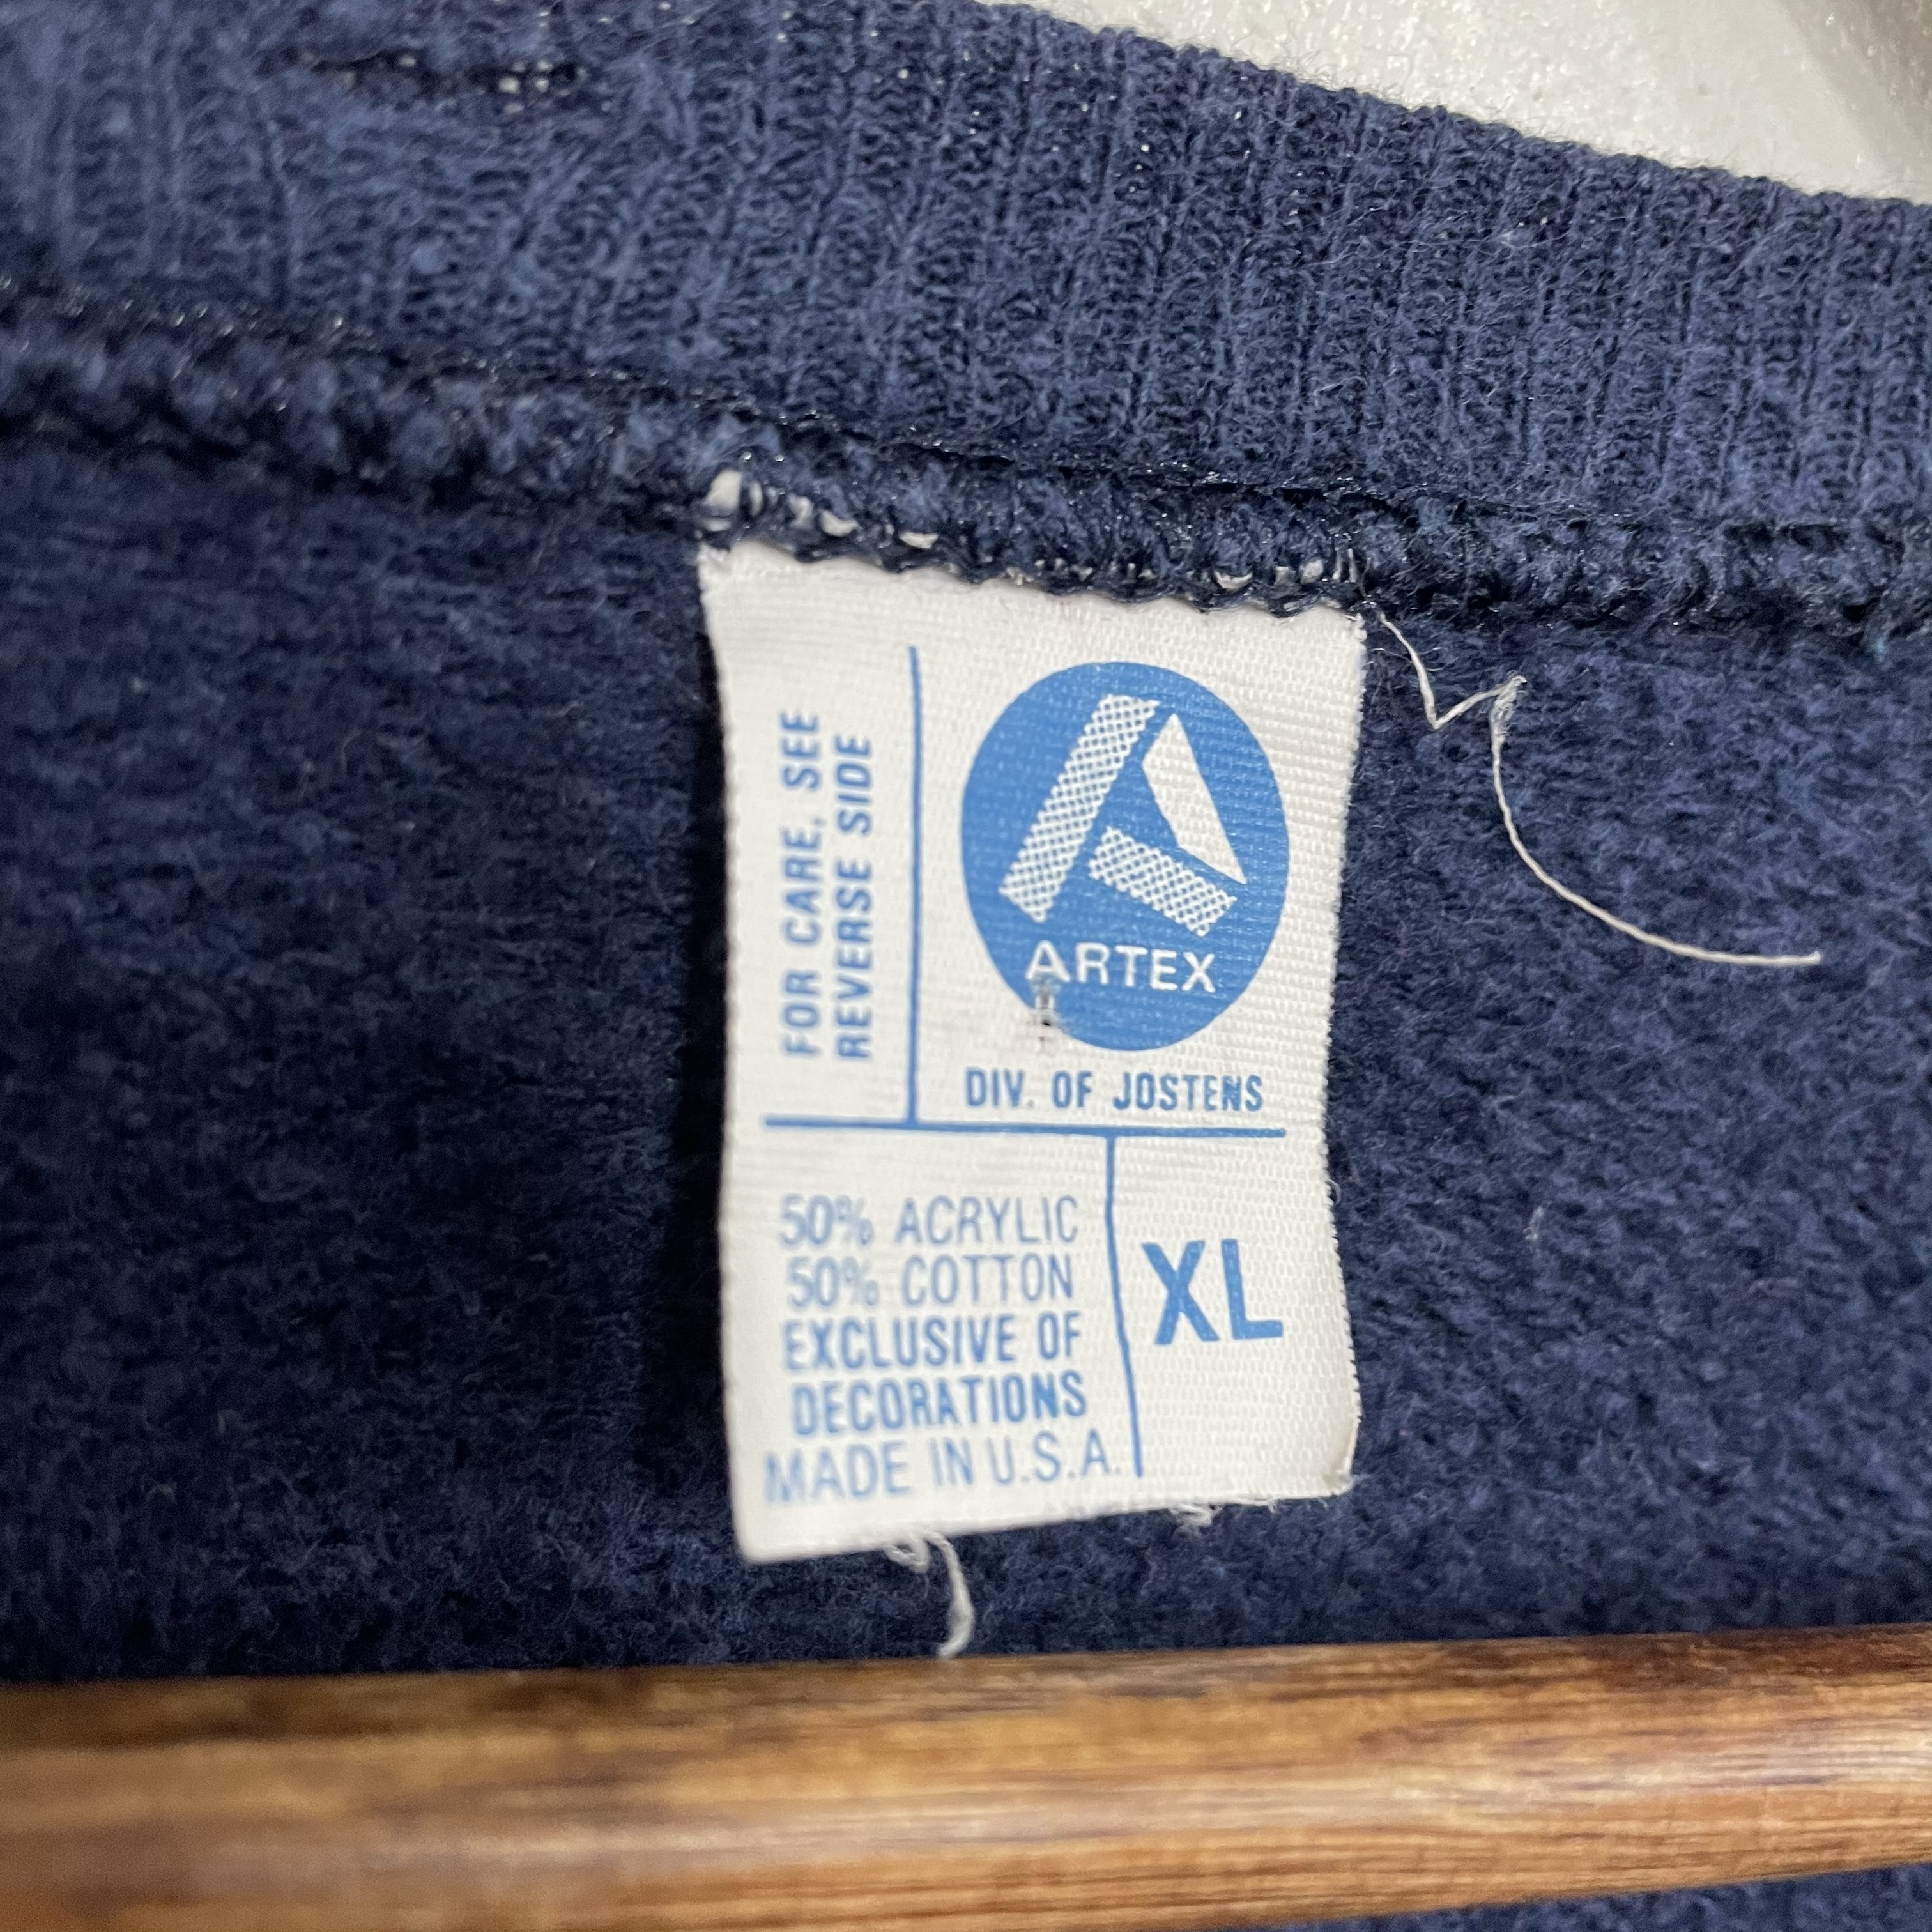 FOR CARE, SEE
REVERSE SIDE
ARTEX
DIV. OF JOSTENS
50% ACRYLIC
50% COTTON
EXCLUSIVE OF
DECORATIONS
MADE IN U.S.A.
XL